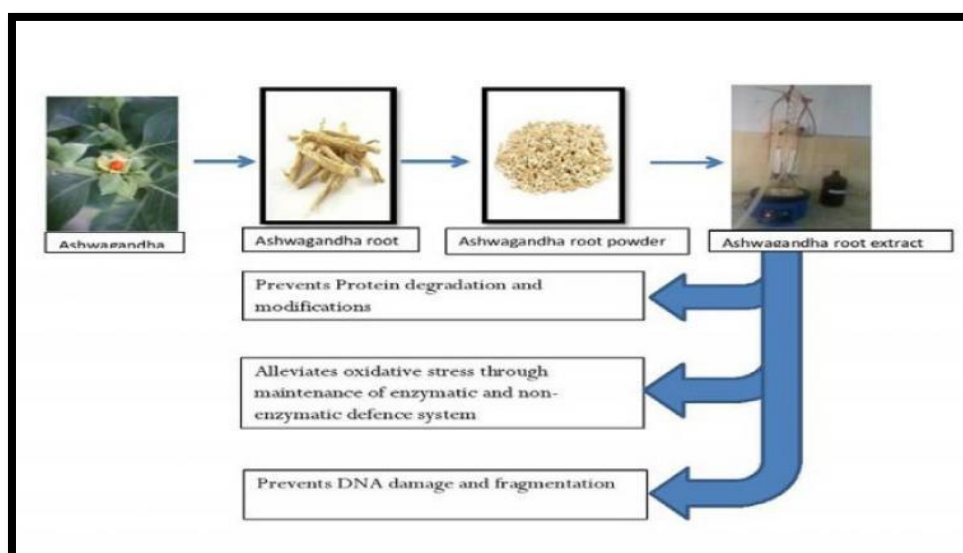 Ashwagandha
Ashwagandha root
Ashwagandha root powder
Ashwagandha root extract
Prevents Protein degradation and
modifications
Alleviates oxidative stress through
maintenance of enzymatic and non-
enzymatic defence system
Prevents DNA damage and fragmentation